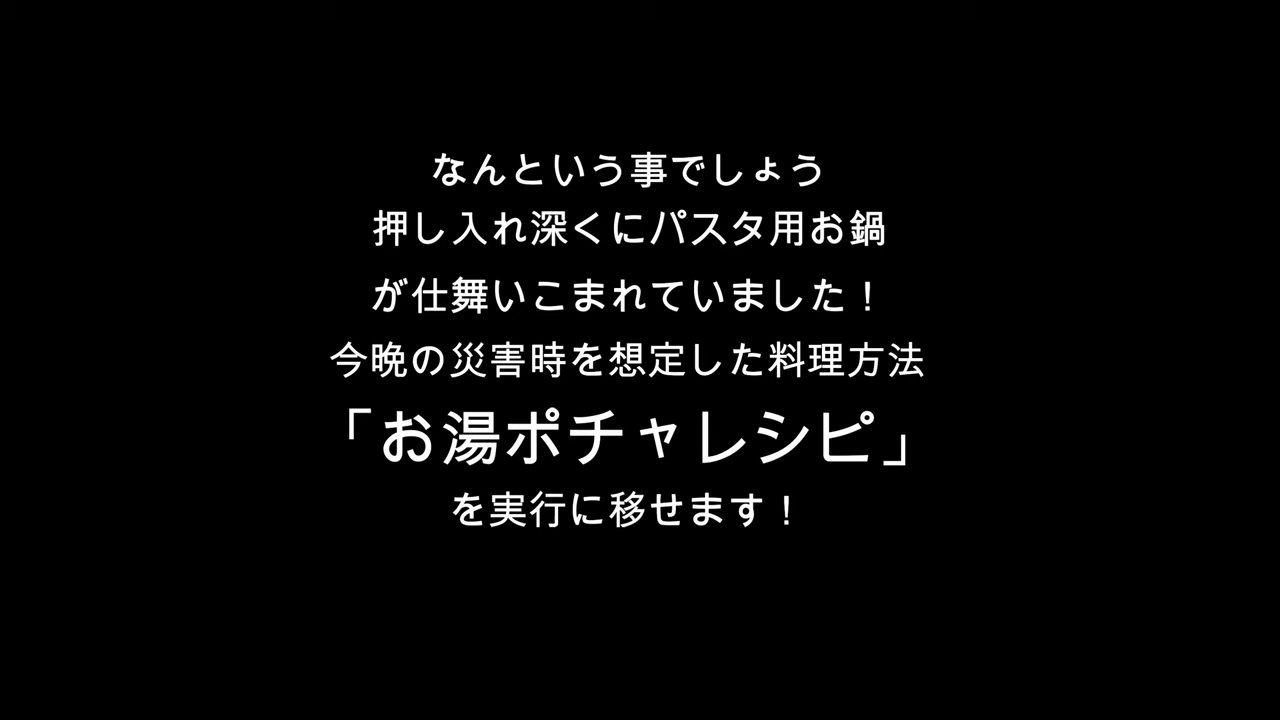 なんという事でしょう
押し入れ深くにパスタ用お鍋
が仕舞いこまれていました！
今晩の災害時を想定した料理方法
「お湯ポチャレシピ」
を実行に移せます！